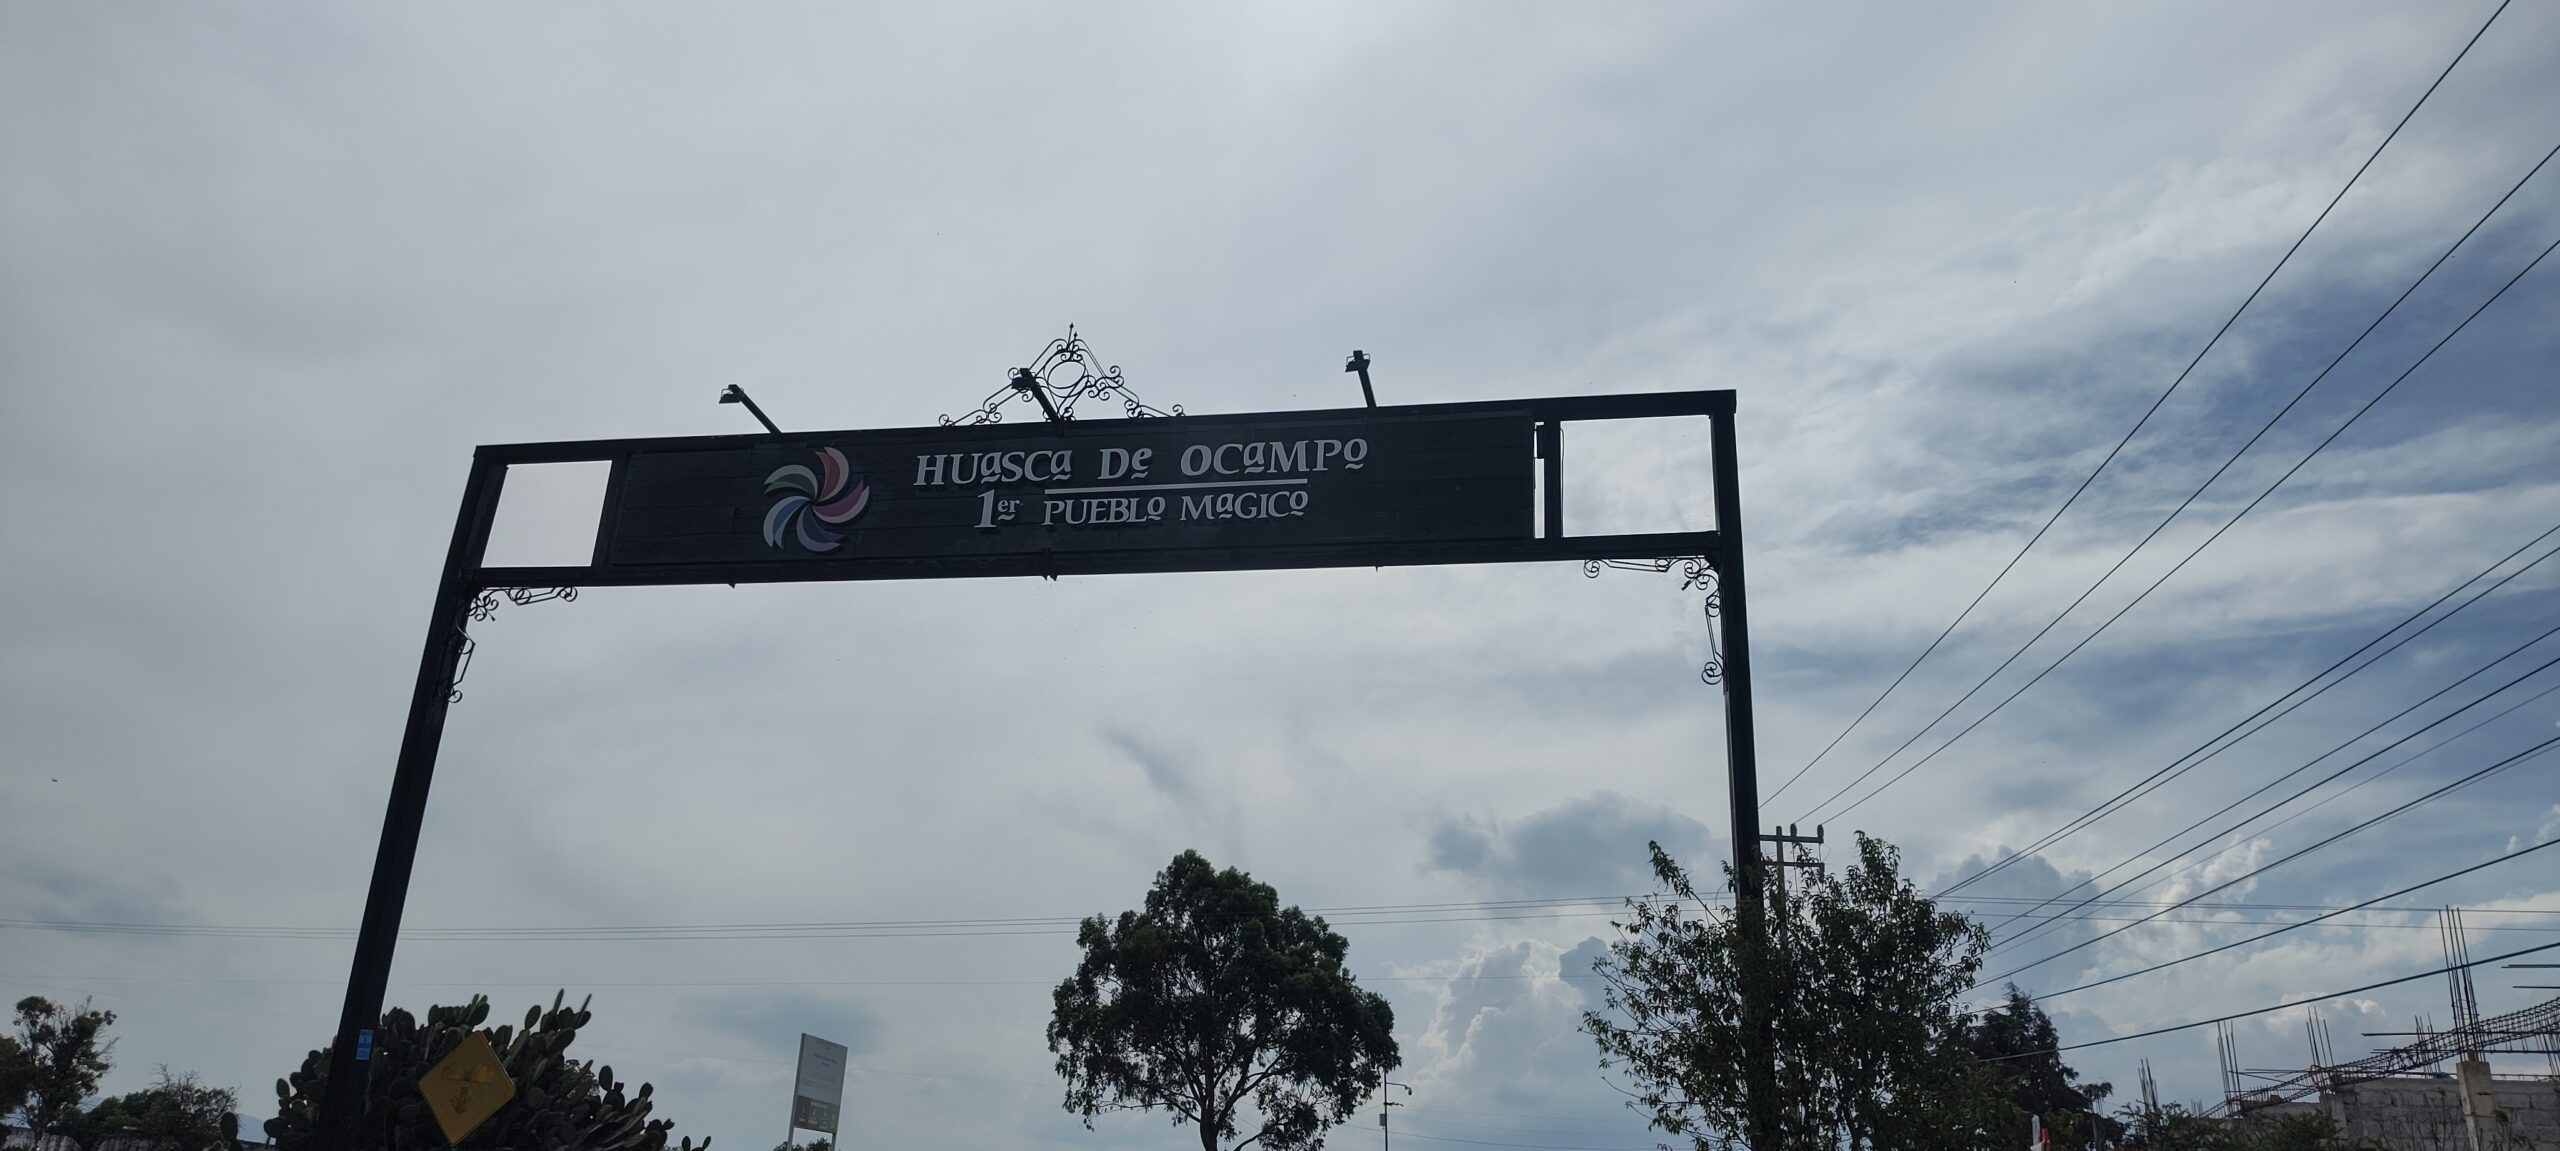 HUASCA DE OCAMPO
1er PUEBLO MAGICO